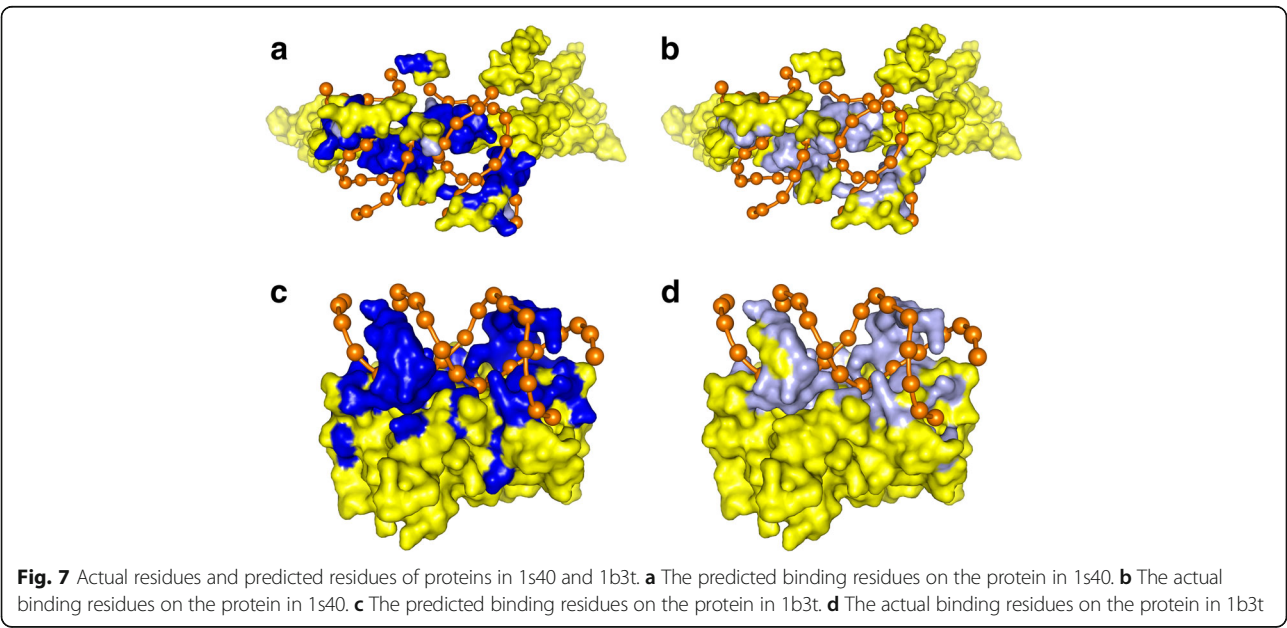 a b
c d
Fig. 7 Actual residues and predicted residues of proteins in 1s40 and 1b3t. a The predicted binding residues on the protein in 1s40. b The actual
binding residues on the protein in 1s40. c The predicted binding residues on the protein in 1b3t. d The actual binding residues on the protein in 1b3t